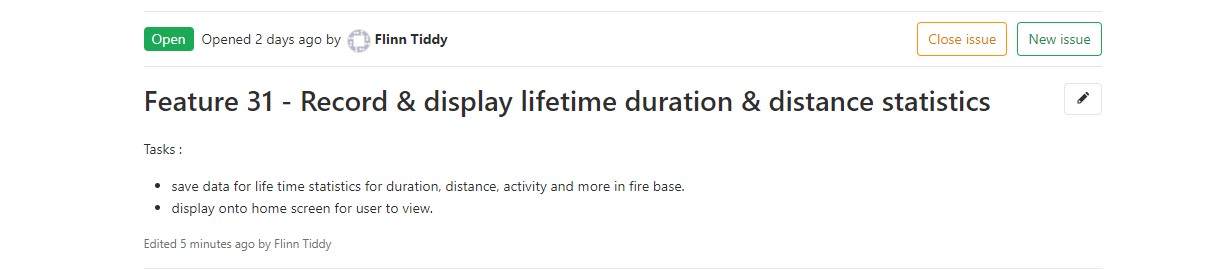 Open Opened 2 days ago by Flinn Tiddy Close issue New issue
Feature 31 - Record & display lifetime duration & distance statistics
Tasks :
• save data for life time statistics for duration, distance, activity and more in fire base.
• display onto home screen for user to view.
Edited 5 minutes ago by Flinn Tiddy